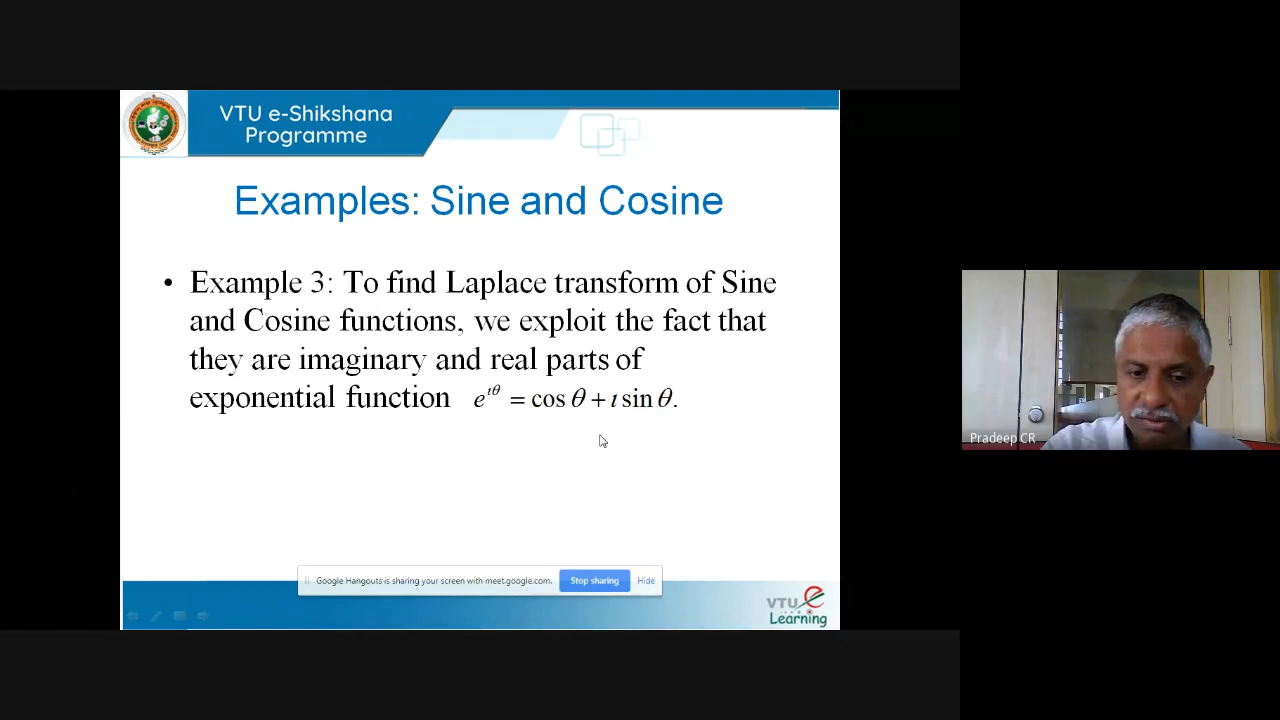 VTU e-Shikshana
Programme
Examples: Sine and Cosine
• Example 3: To find Laplace transform of Sine
and Cosine functions, we exploit the fact that
they are imaginary and real parts of
exponential function e^{ιθ} = cos θ + ι sin θ.
Pradeep CR
Google Hangouts is sharing your screen with meet.google.com. Stop sharing Hide
VTU e
Learning